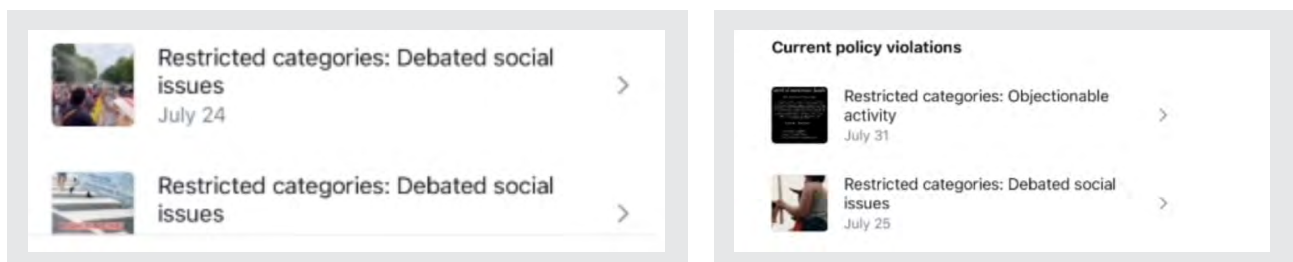 Restricted categories: Debated social
issues
July 24
Restricted categories: Debated social
issues
Current policy violations
Restricted categories: Objectionable
activity
July 31
Restricted categories: Debated social
issues
July 25